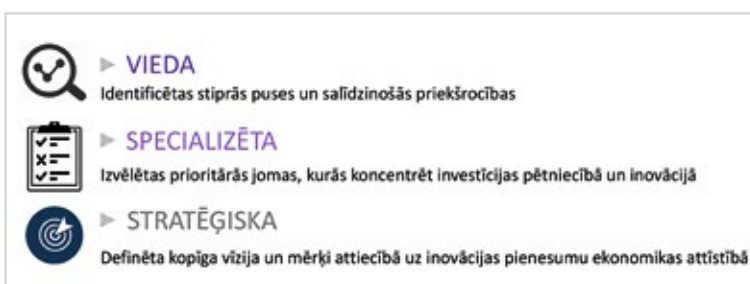 VIEDA
Identificētas stiprās puses un salīdzinošās priekšrocības
SPECIALIZĒTA
Izvēlētas prioritārās jomas, kurās koncentrēt investīcijas pētniecībā un inovācijā
STRATĒĢISKA
Definēta kopīga vīzija un mērķi attiecībā uz inovācijas pienesumu ekonomikas attīstībā